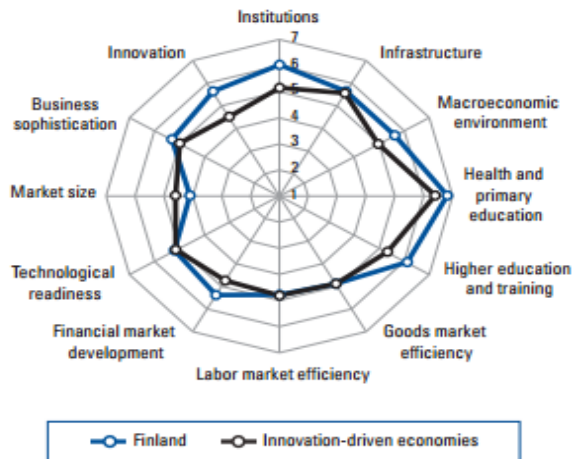 Institutions
7
6
5
4
3
2
1
Infrastructure
Macroeconomic
environment
Health and
primary
education
Higher education
and training
Goods market
efficiency
Labor market efficiency
Financial market
development
Technological
readiness
Market size
Business
sophistication
Innovation
Finland
Innovation-driven economies